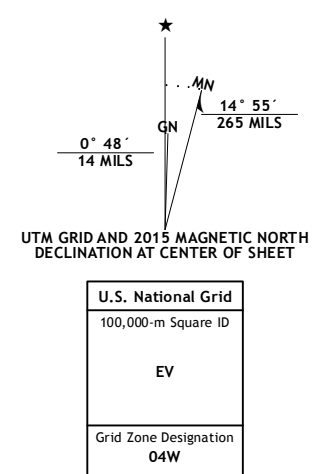 ★
MN
GN
14° 55´
265 MILS
0° 48´
14 MILS
UTM GRID AND 2015 MAGNETIC NORTH
DECLINATION AT CENTER OF SHEET
U.S. National Grid
100,000-m Square ID
EV
Grid Zone Designation
04W